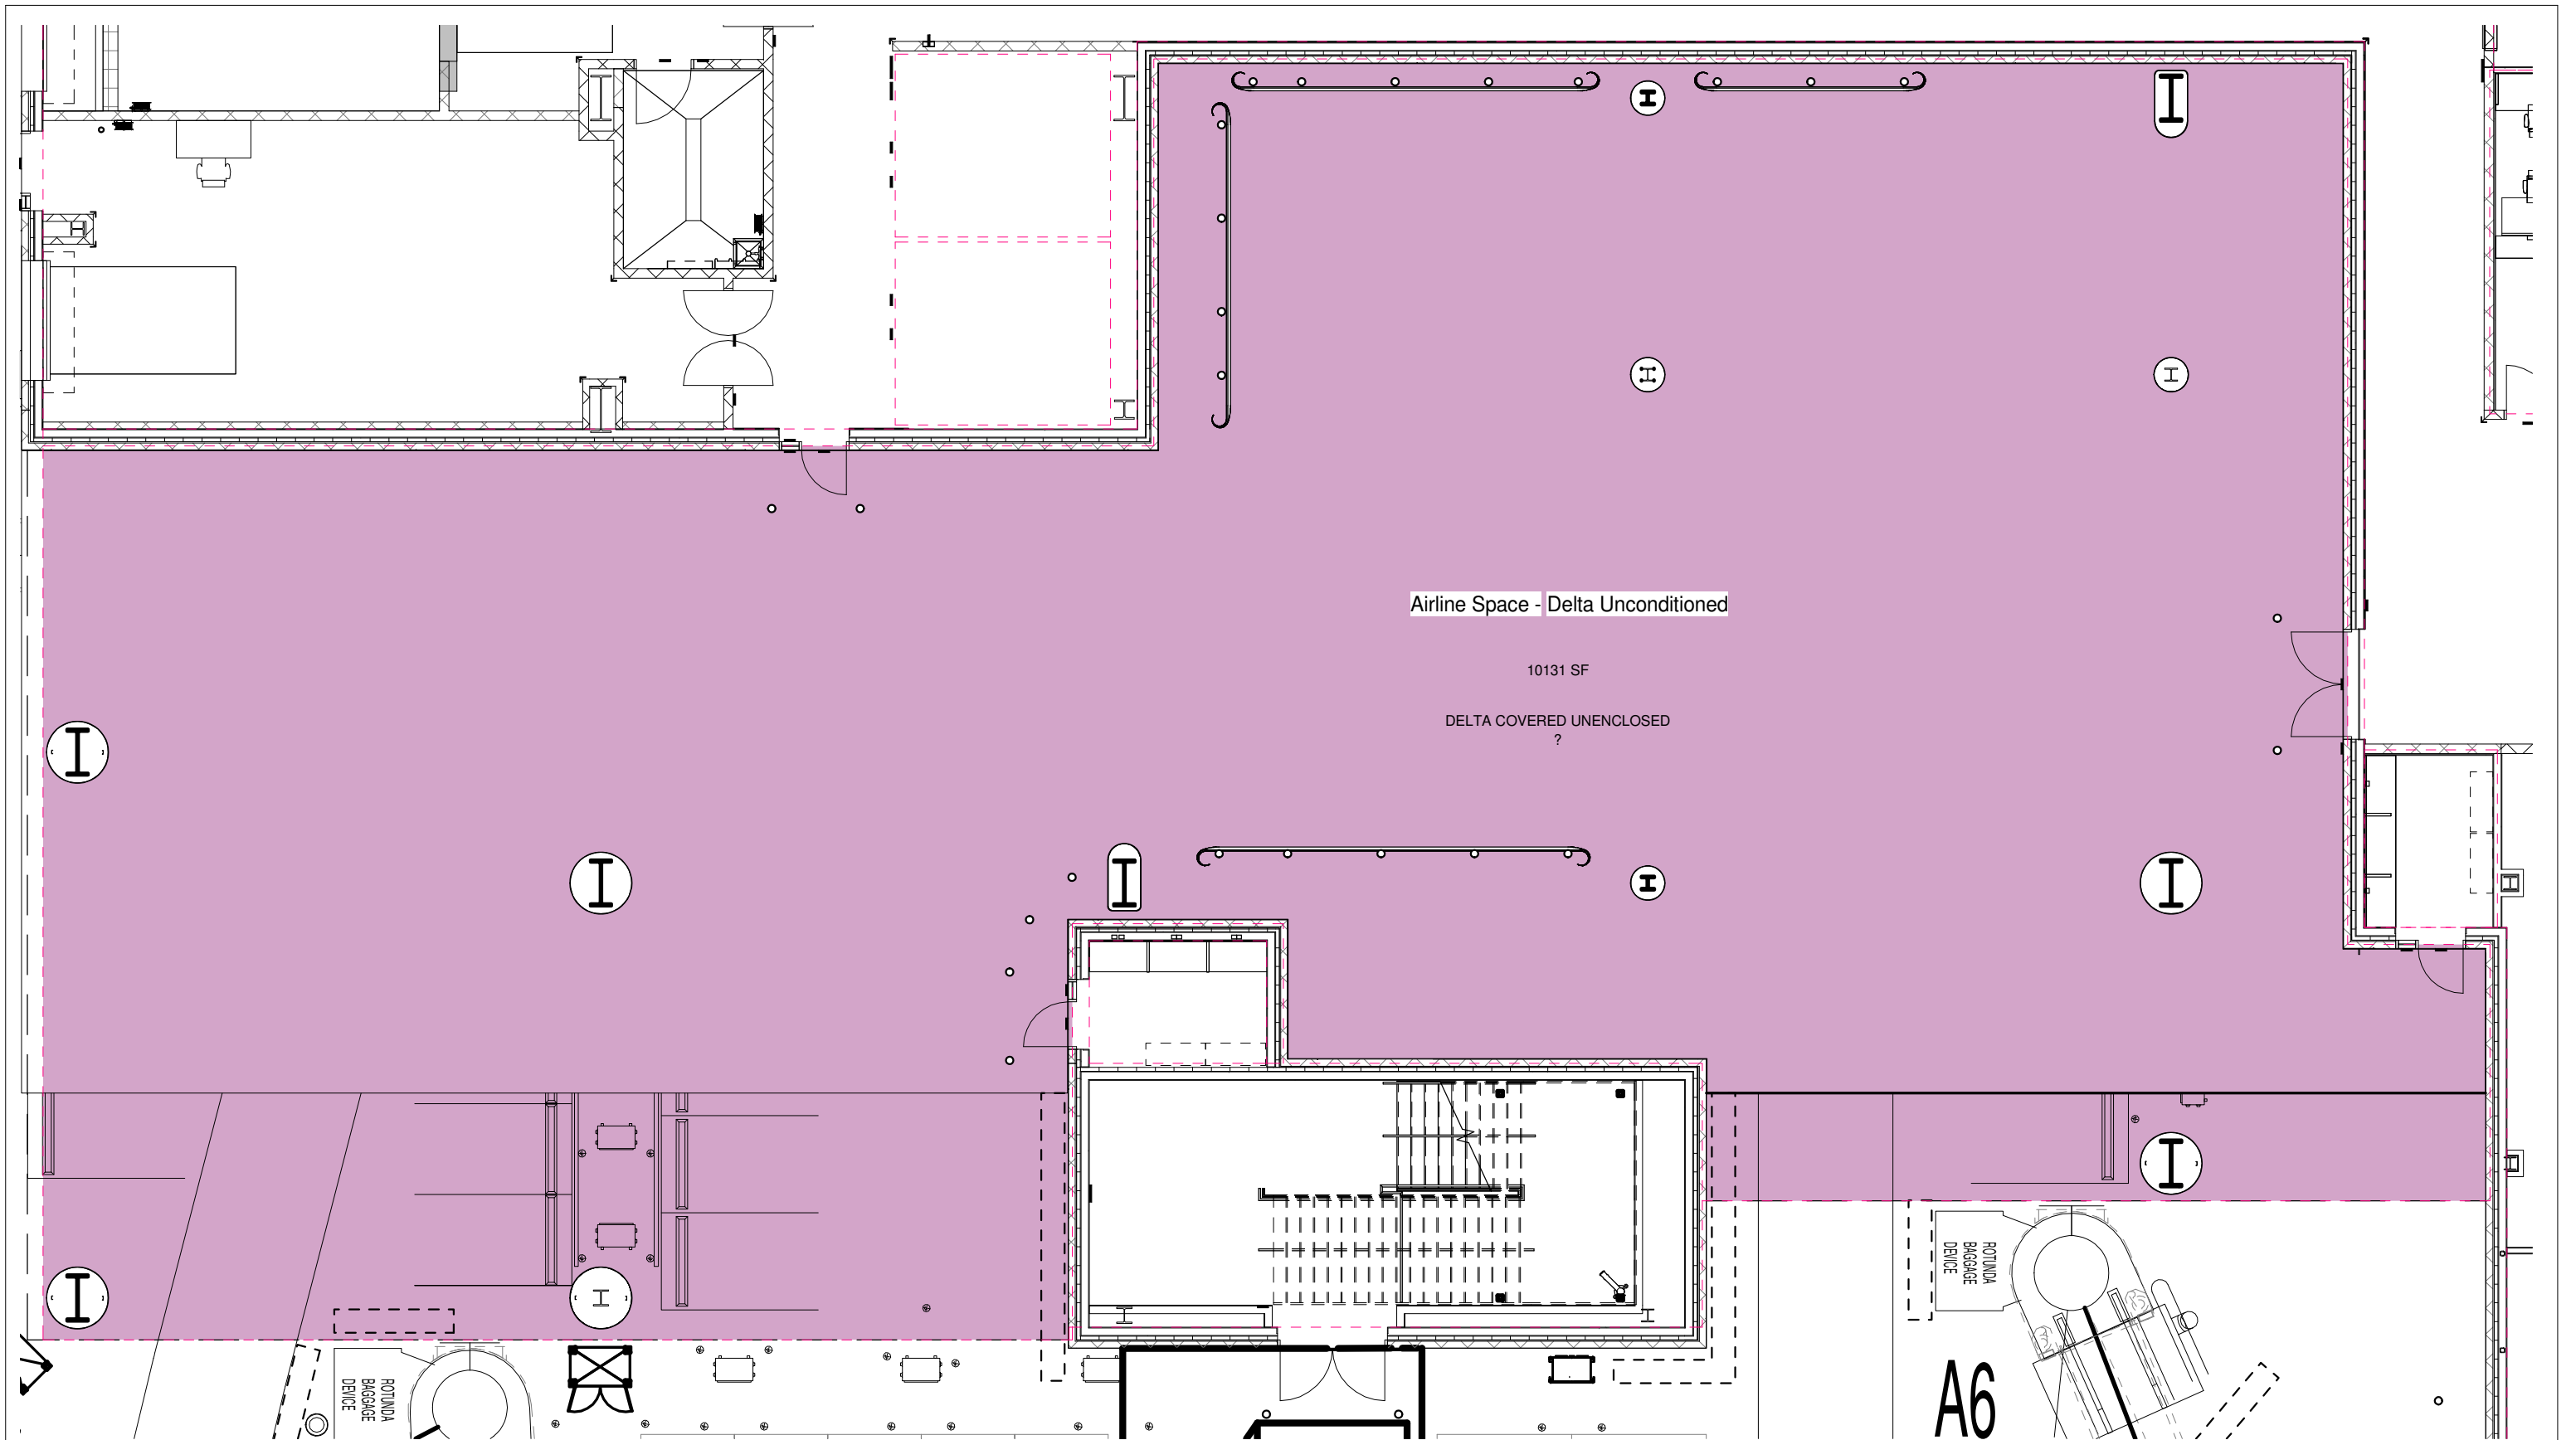 Airline Space - Delta Unconditioned
10131 SF
DELTA COVERED UNENCLOSED
?
ROTUNDA
BAGGAGE
DEVICE
ROTUNDA
BAGGAGE
DEVICE
A6